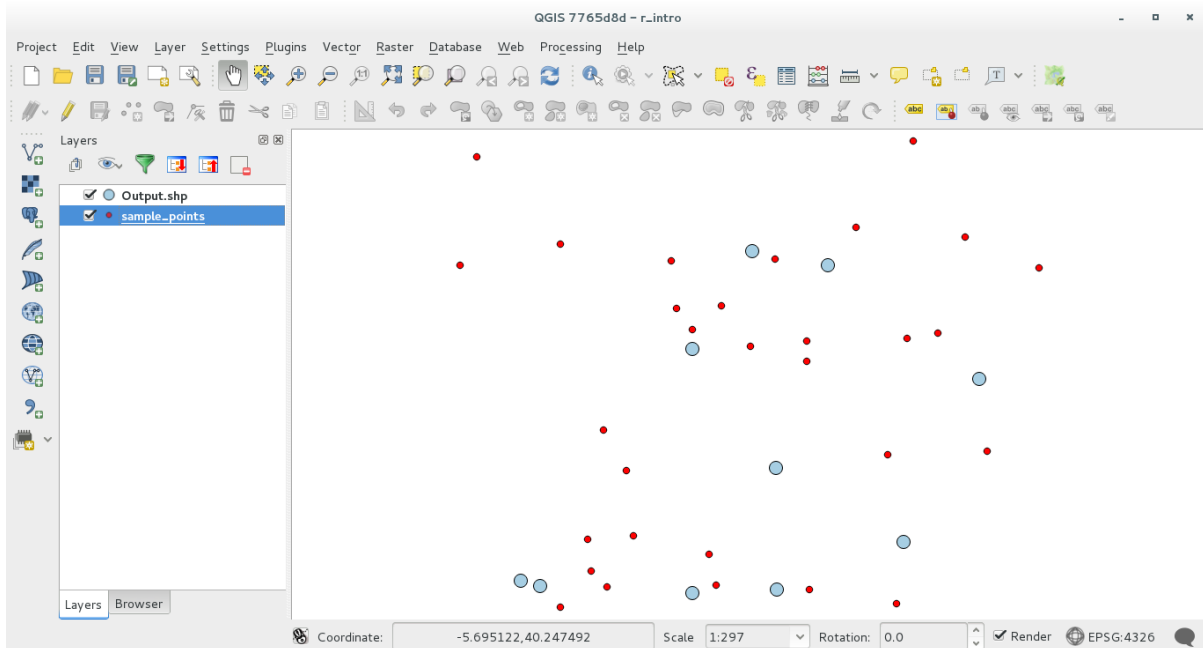 QGIS 7765d8d - r_intro
Project Edit View Layer Settings Plugins Vector Raster Database Web Processing Help
Layers
Output.shp
sample_points
Layers Browser
Coordinate: -5.695122,40.247492 Scale 1:297 Rotation: 0.0 Render EPSG:4326